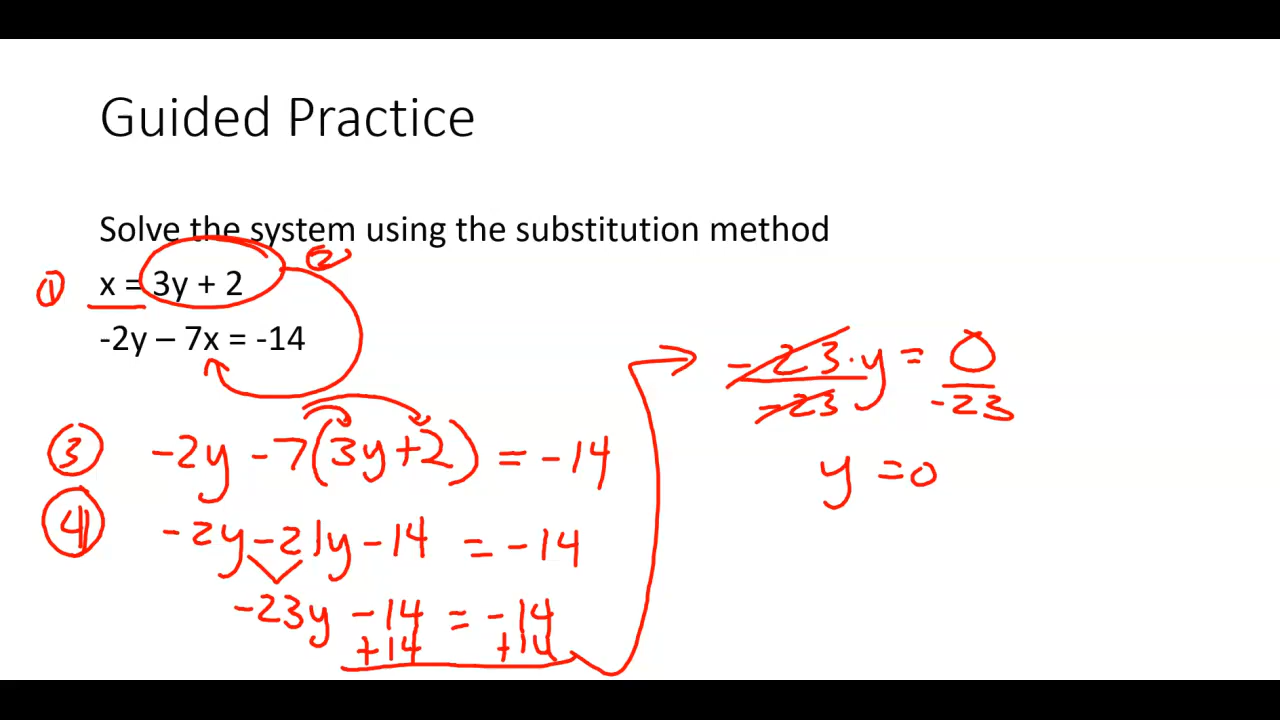 Guided Practice
Solve the system using the substitution method
① x = 3y + 2 ②
-2y – 7x = -14
③ -2y -7(3y+2) = -14
④ -2y -21y -14 = -14
-23y -14 = -14
+14 +14
-23·y = 0
-23 -23
y = 0